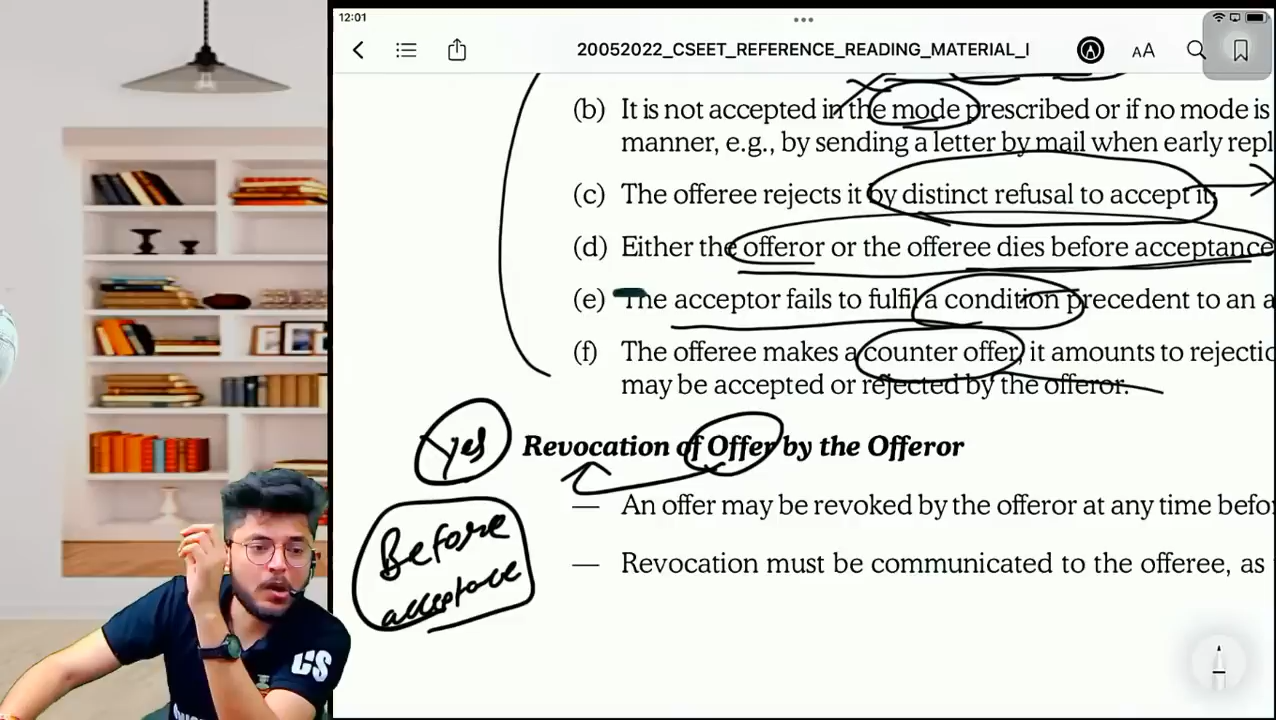 12:01
20052022_CSEET_REFERENCE_READING_MATERIAL_I
AA
(b) It is not accepted in the mode prescribed or if no mode is
manner, e.g., by sending a letter by mail when early repl
(c) The offeree rejects it by distinct refusal to accept it;
(d) Either the offeror or the offeree dies before acceptance
(e) The acceptor fails to fulfil a condition precedent to an a
(f) The offeree makes a counter offer, it amounts to rejectio
may be accepted or rejected by the offeror.
Yes
Revocation of Offer by the Offeror
— An offer may be revoked by the offeror at any time befo
Before
acceptace
— Revocation must be communicated to the offeree, as
CS